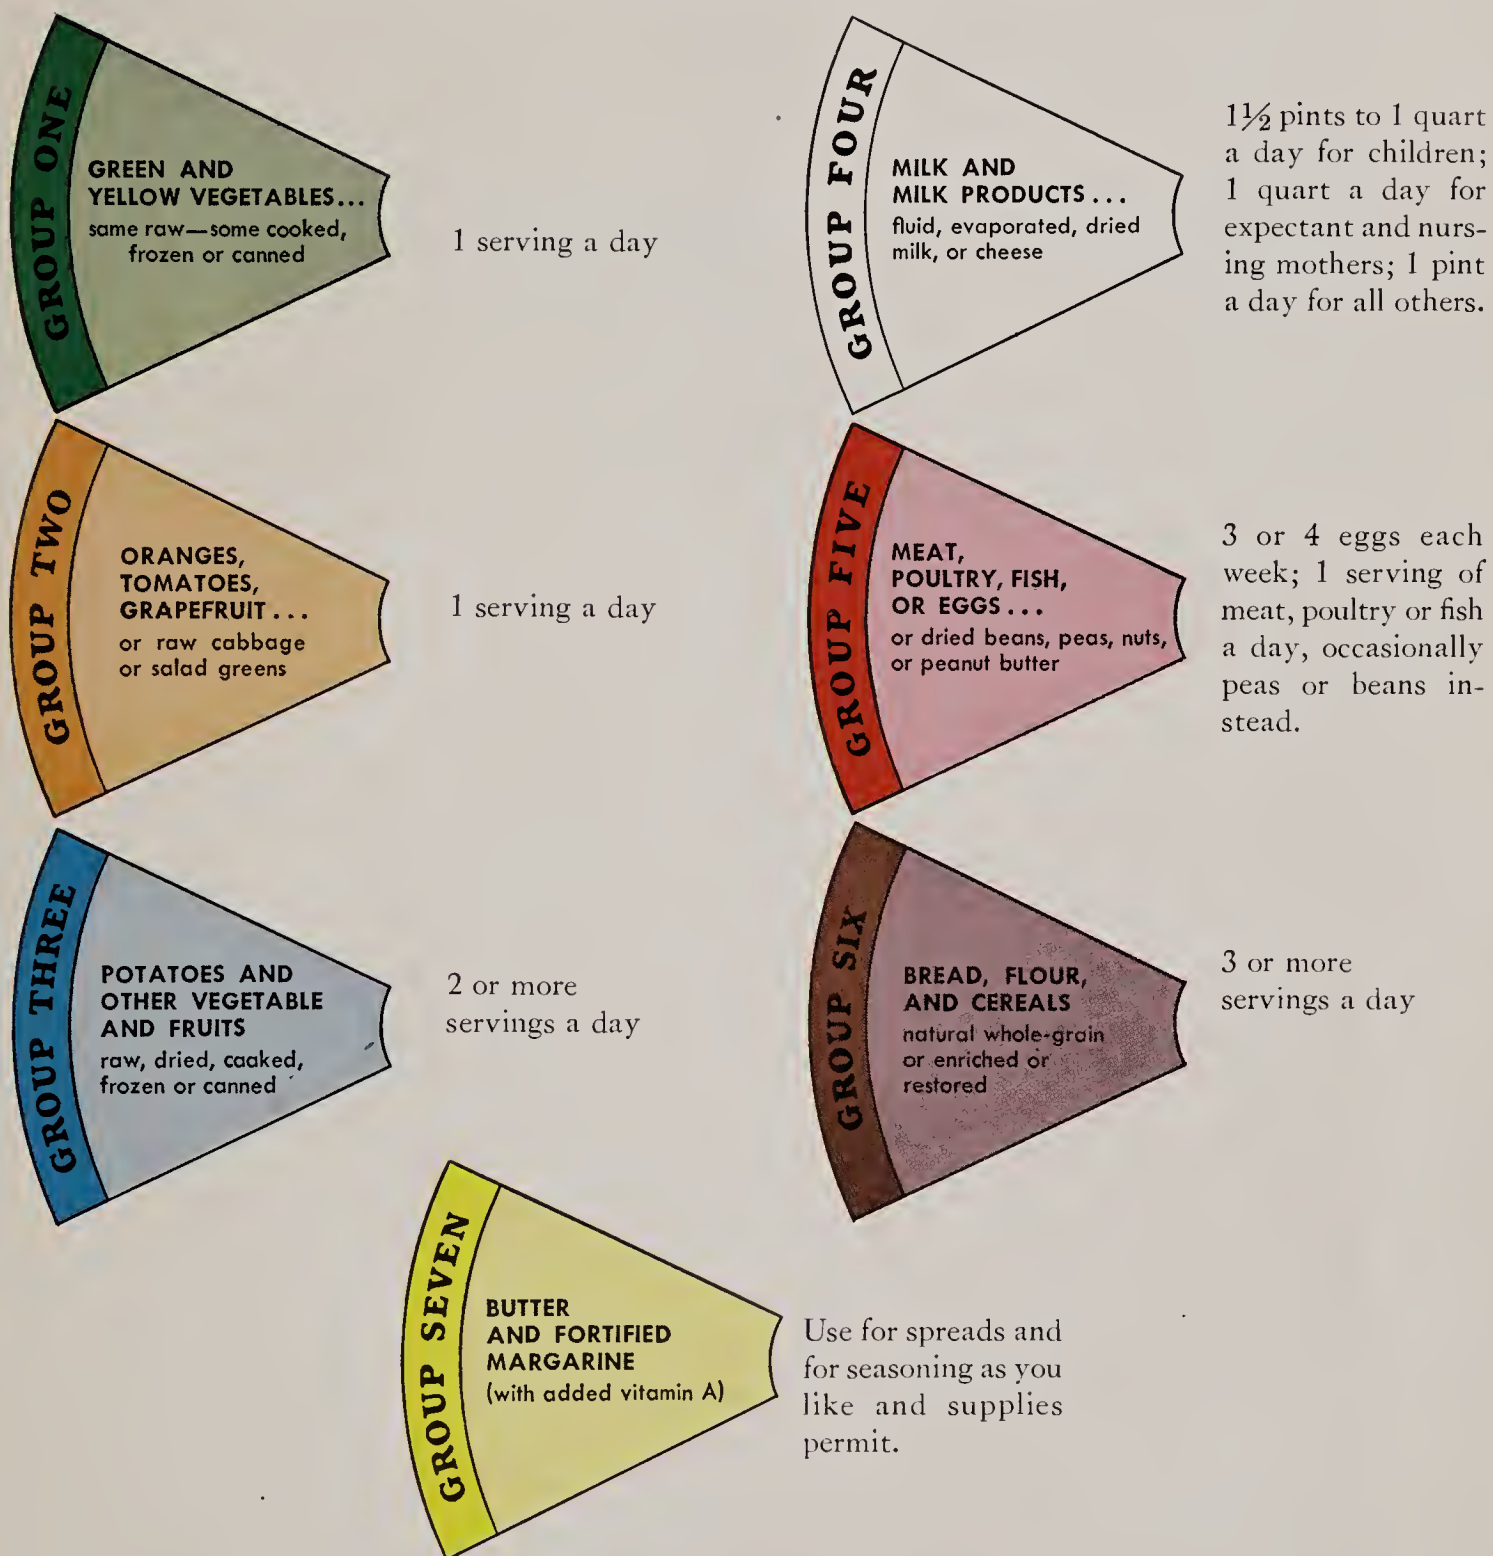 GROUP ONE
GREEN AND
YELLOW VEGETABLES...
same raw—some cooked,
frozen or canned
1 serving a day
GROUP TWO
ORANGES,
TOMATOES,
GRAPEFRUIT...
or raw cabbage
or salad greens
1 serving a day
GROUP THREE
POTATOES AND
OTHER VEGETABLE
AND FRUITS
raw, dried, caaked,
frozen or canned
2 or more
servings a day
GROUP FOUR
MILK AND
MILK PRODUCTS...
fluid, evaporated, dried
milk, or cheese
1½ pints to 1 quart
a day for children;
1 quart a day for
expectant and nurs-
ing mothers; 1 pint
a day for all others.
GROUP FIVE
MEAT,
POULTRY, FISH,
OR EGGS...
or dried beans, peas, nuts,
or peanut butter
3 or 4 eggs each
week; 1 serving of
meat, poultry or fish
a day, occasionally
peas or beans in-
stead.
GROUP SIX
BREAD, FLOUR,
AND CEREALS
natural whole-grain
or enriched or
restored
3 or more
servings a day
GROUP SEVEN
BUTTER
AND FORTIFIED
MARGARINE
(with added vitamin A)
Use for spreads and
for seasoning as you
like and supplies
permit.